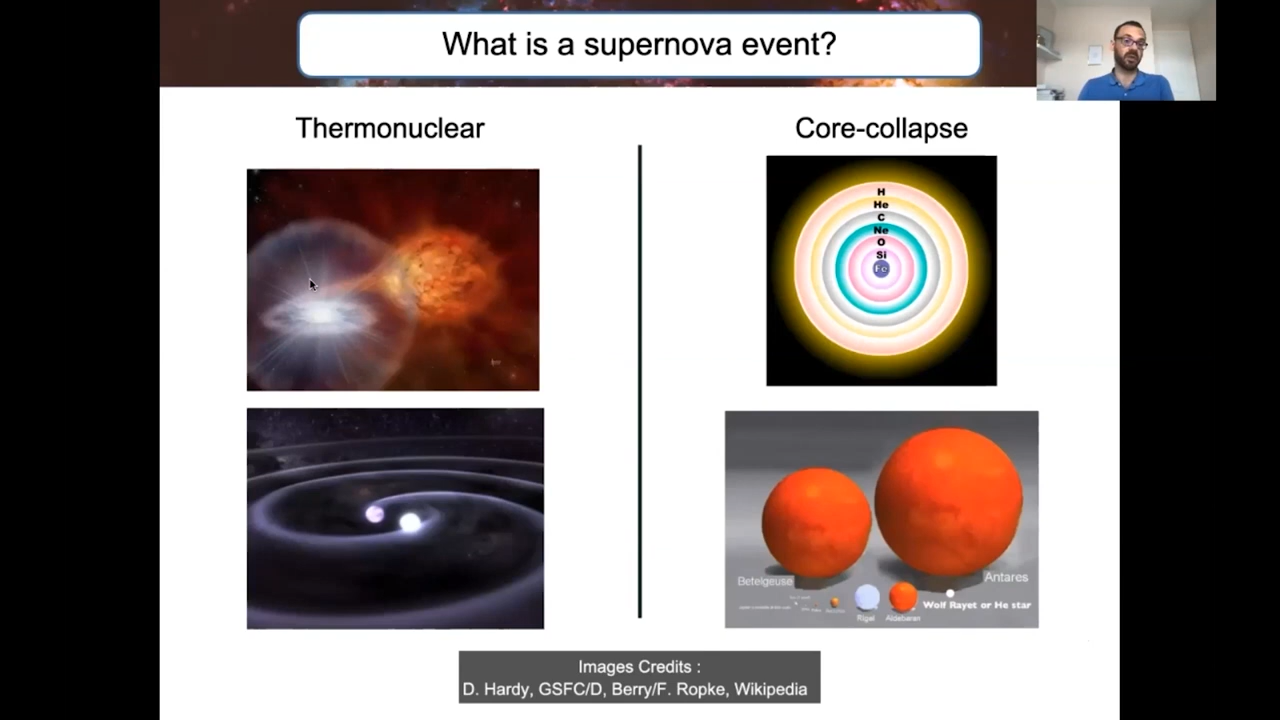 What is a supernova event?
Thermonuclear
Core-collapse
H
He
C
Ne
O
Si
Fe
Betelgeuse
Antares
Rigel
Aldebaran
Wolf Rayet or He star
Images Credits :
D. Hardy, GSFC/D, Berry/F. Ropke, Wikipedia